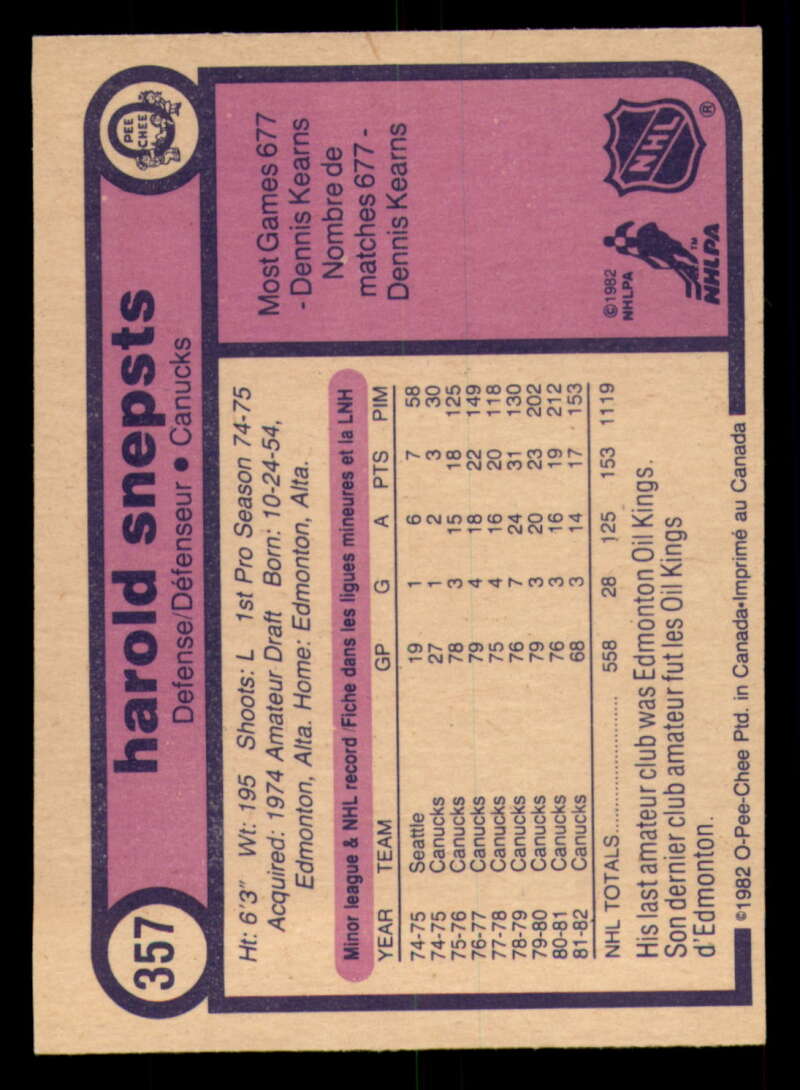 357
harold snepsts
Defense/Défenseur • Canucks
O PEE CHEE
Ht: 6'3" Wt: 195 Shoots: L 1st Pro Season 74-75
Acquired: 1974 Amateur Draft Born: 10-24-54,
Edmonton, Alta. Home: Edmonton, Alta.
Minor league & NHL record/Fiche dans les ligues mineures et la LNH
YEAR TEAM GP G A PTS PIM
74-75 Seattle 19 1 6 7 58
74-75 Canucks 27 1 2 3 30
75-76 Canucks 78 3 15 18 125
76-77 Canucks 79 4 18 22 149
77-78 Canucks 75 4 16 20 118
78-79 Canucks 76 7 24 31 130
79-80 Canucks 79 3 20 23 202
80-81 Canucks 76 3 16 19 212
81-82 Canucks 68 3 14 17 153
NHL TOTALS.................... 558 28 125 153 1119
His last amateur club was Edmonton Oil Kings.
Son dernier club amateur fut les Oil Kings
d'Edmonton.
©1982 O-Pee-Chee Ptd. in Canada•Imprimé au Canada
Most Games 677
- Dennis Kearns
Nombre de
matches 677 -
Dennis Kearns
©1982
NHLPA
NHLPA™
NHL®